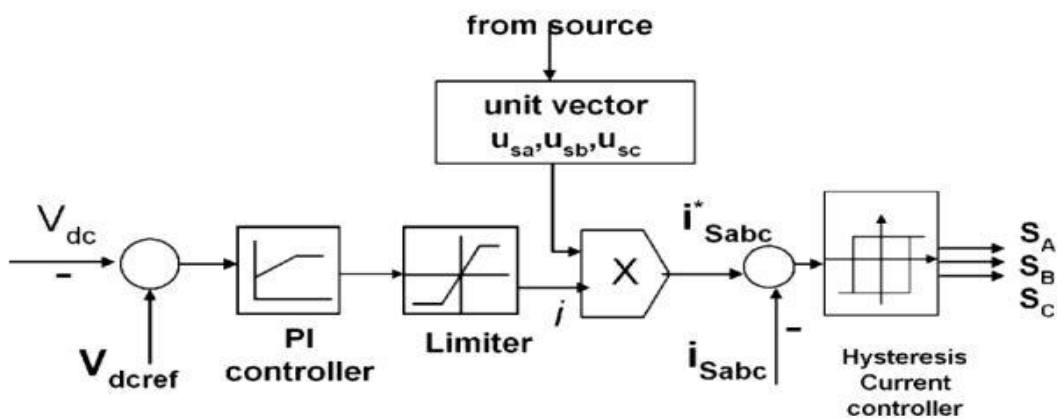 from source
unit vector
u_sa,u_sb,u_sc
V_dc
-
V_dcref
PI
controller
Limiter
i
X
i*_Sabc
-
i_Sabc
Hysteresis
Current
controller
S_A
S_B
S_C